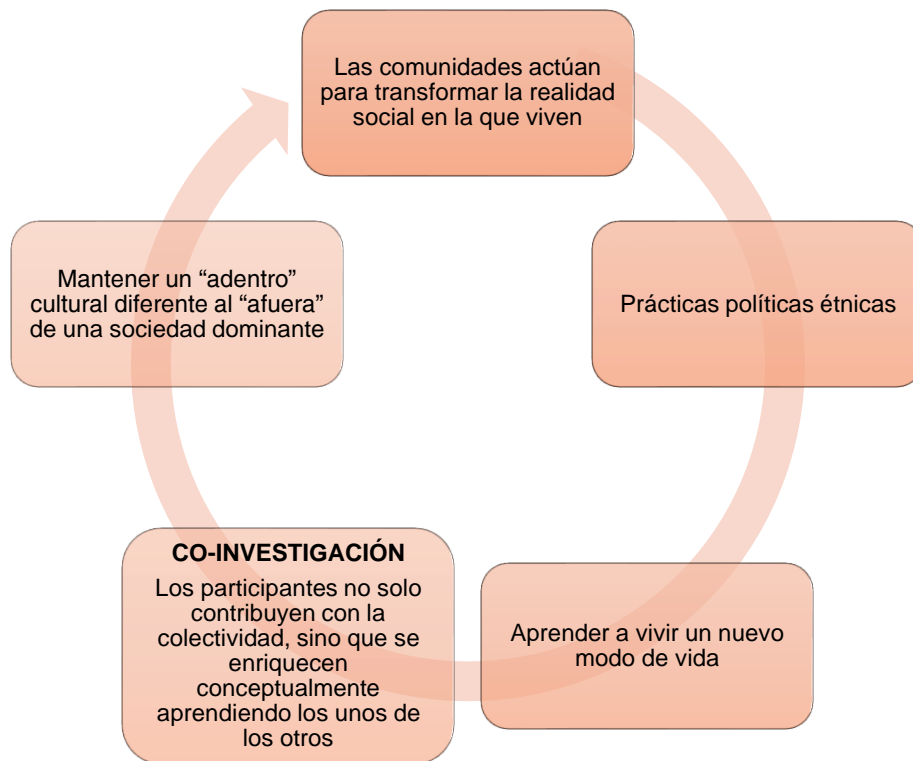 Las comunidades actúan
para transformar la realidad
social en la que viven
Prácticas políticas étnicas
Aprender a vivir un nuevo
modo de vida
CO-INVESTIGACIÓN
Los participantes no solo
contribuyen con la
colectividad, sino que se
enriquecen
conceptualmente
aprendiendo los unos de
los otros
Mantener un “adentro”
cultural diferente al “afuera”
de una sociedad dominante